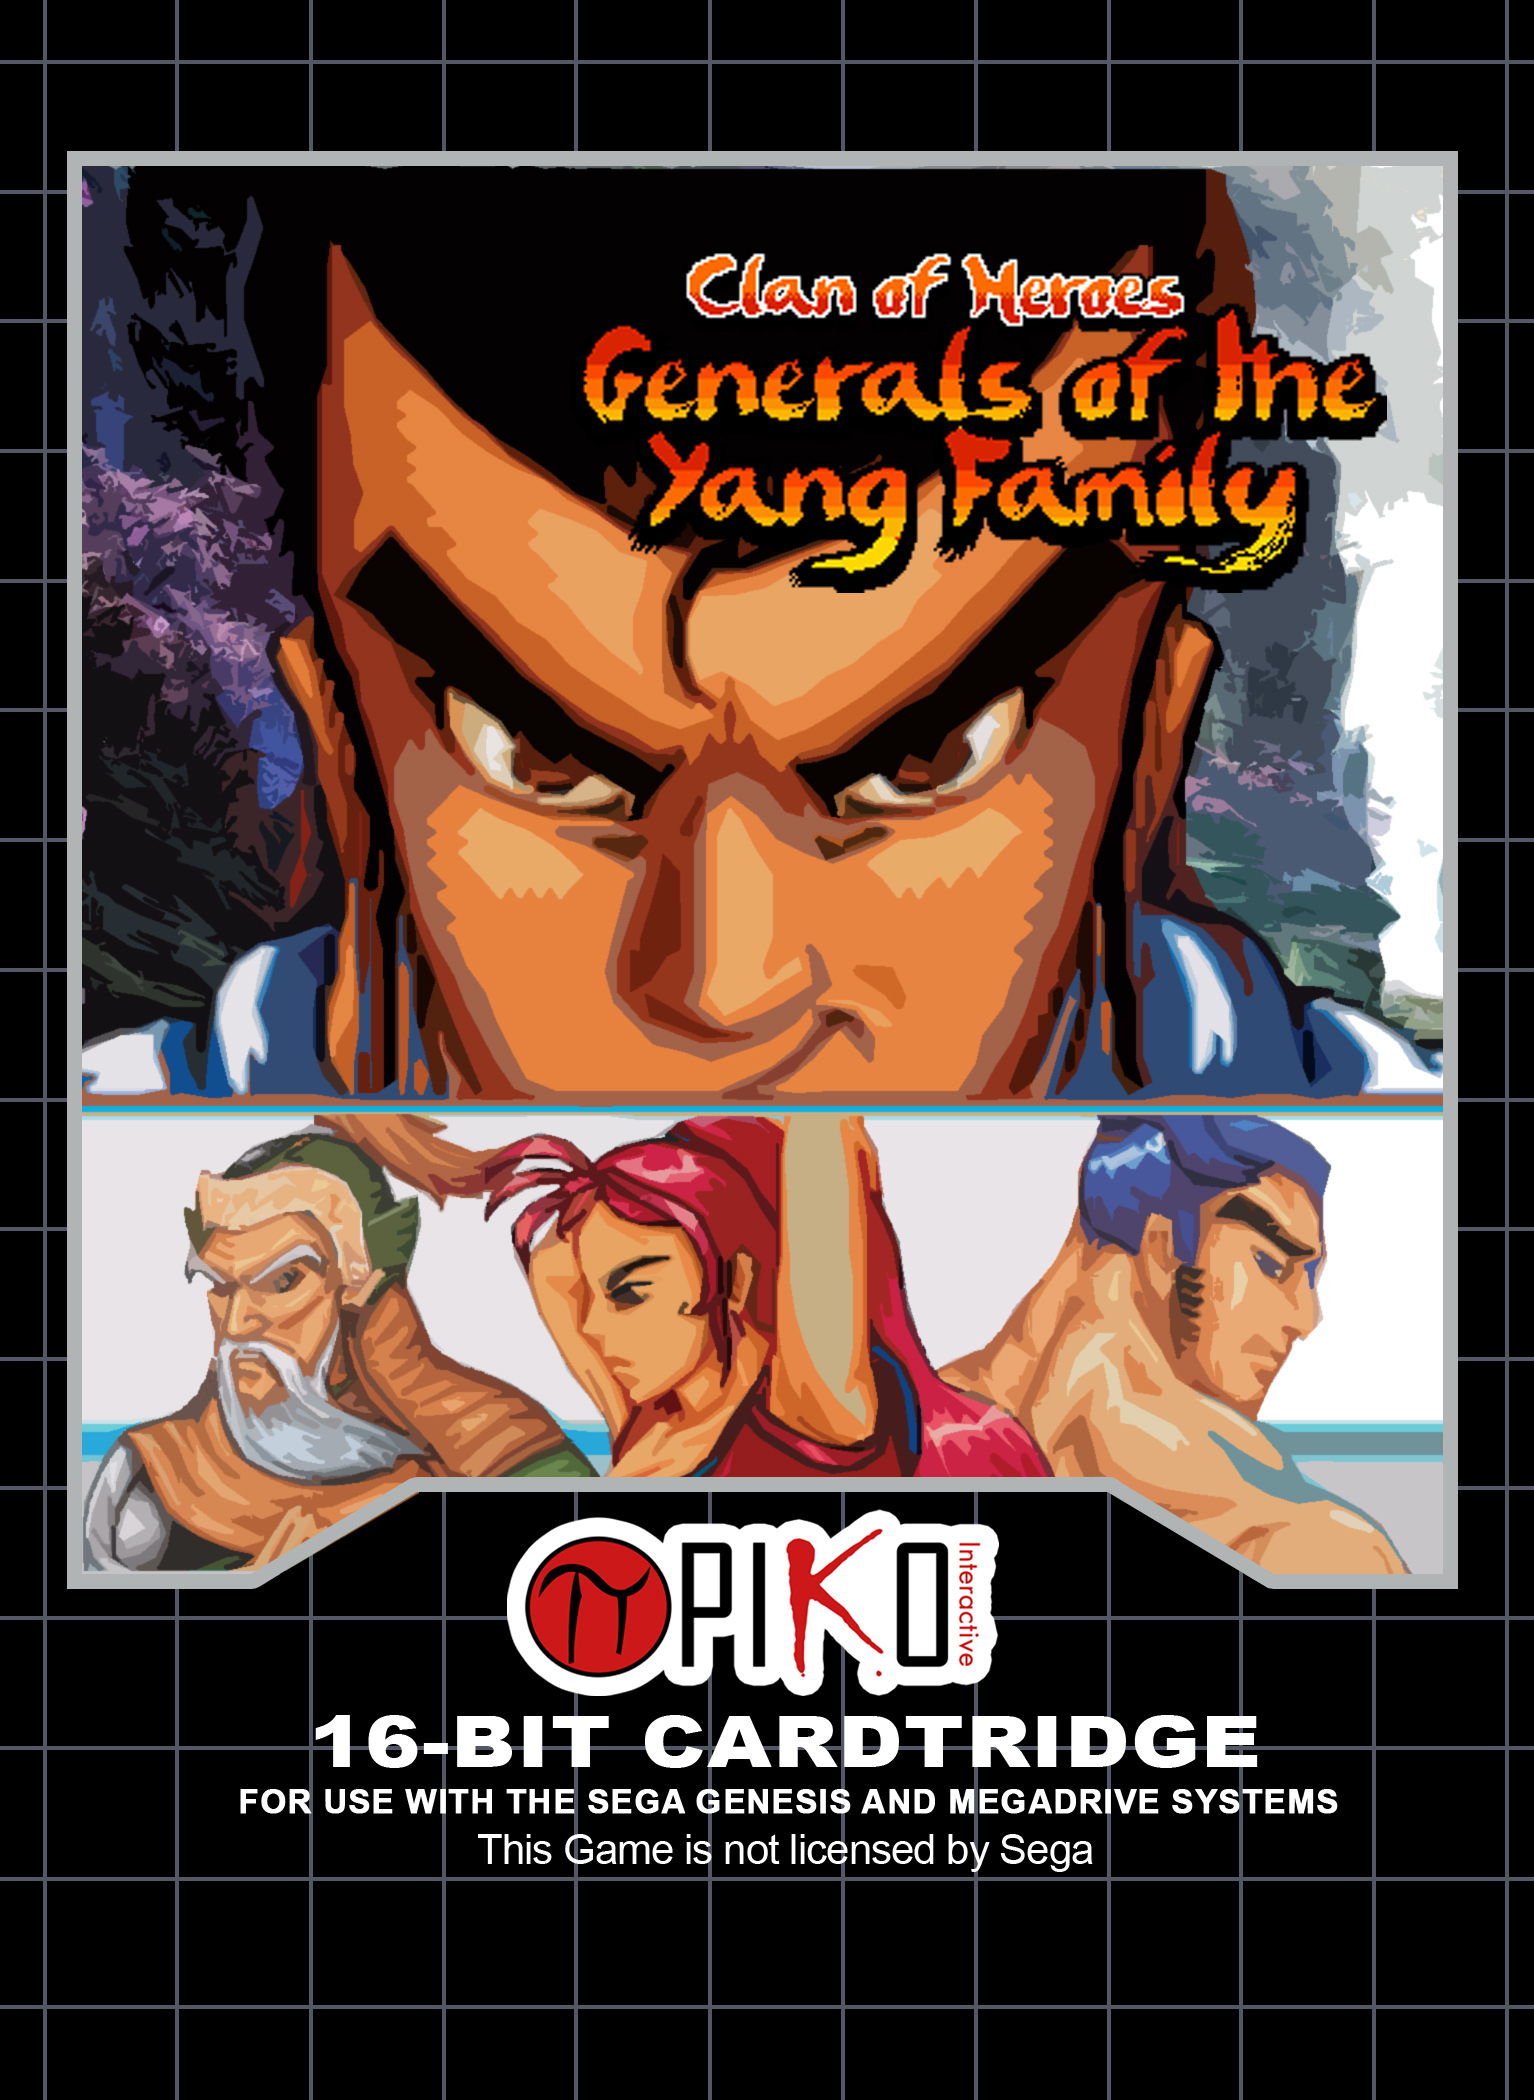 Clan of Heroes
Generals of the
Yang Family
PIKO
Interactive
16-BIT CARDTRIDGE
FOR USE WITH THE SEGA GENESIS AND MEGADRIVE SYSTEMS
This Game is not licensed by Sega